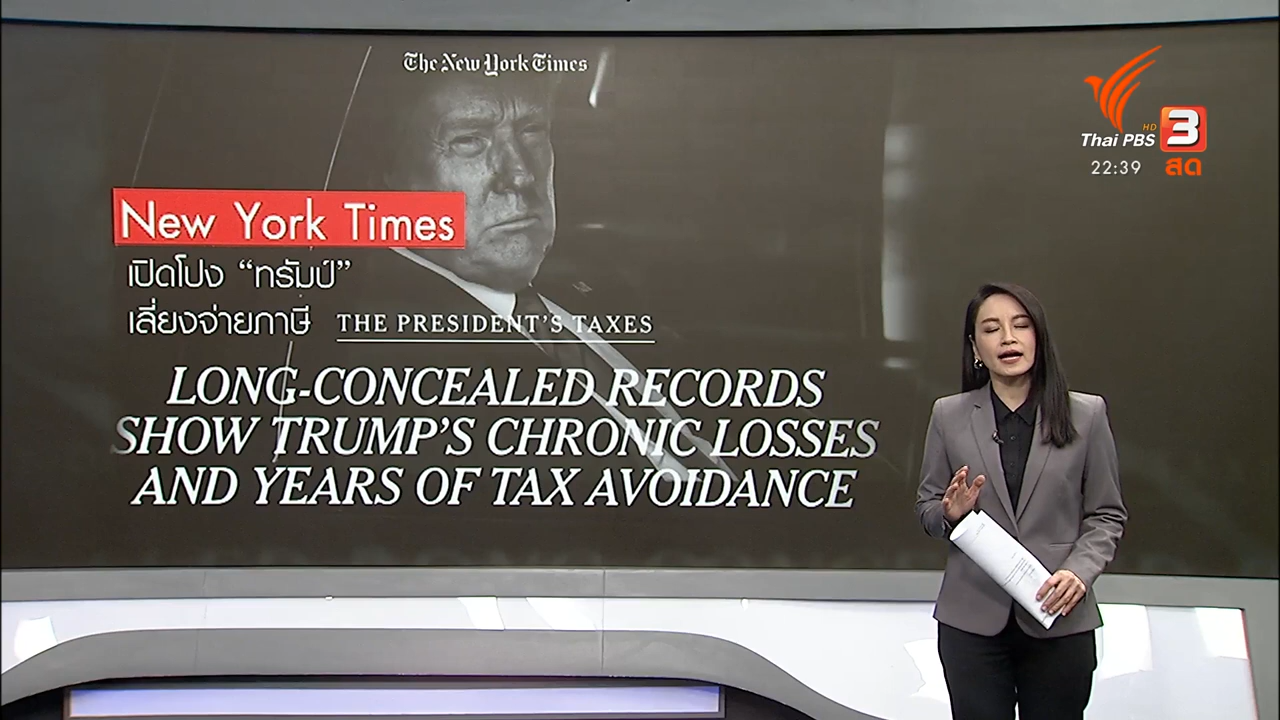 The New York Times
HD
Thai PBS 3
22:39 สด
New York Times
เปิดโปง “ทรัมป์”
เลี่ยงจ่ายภาษี
THE PRESIDENT'S TAXES
LONG-CONCEALED RECORDS
SHOW TRUMP'S CHRONIC LOSSES
AND YEARS OF TAX AVOIDANCE